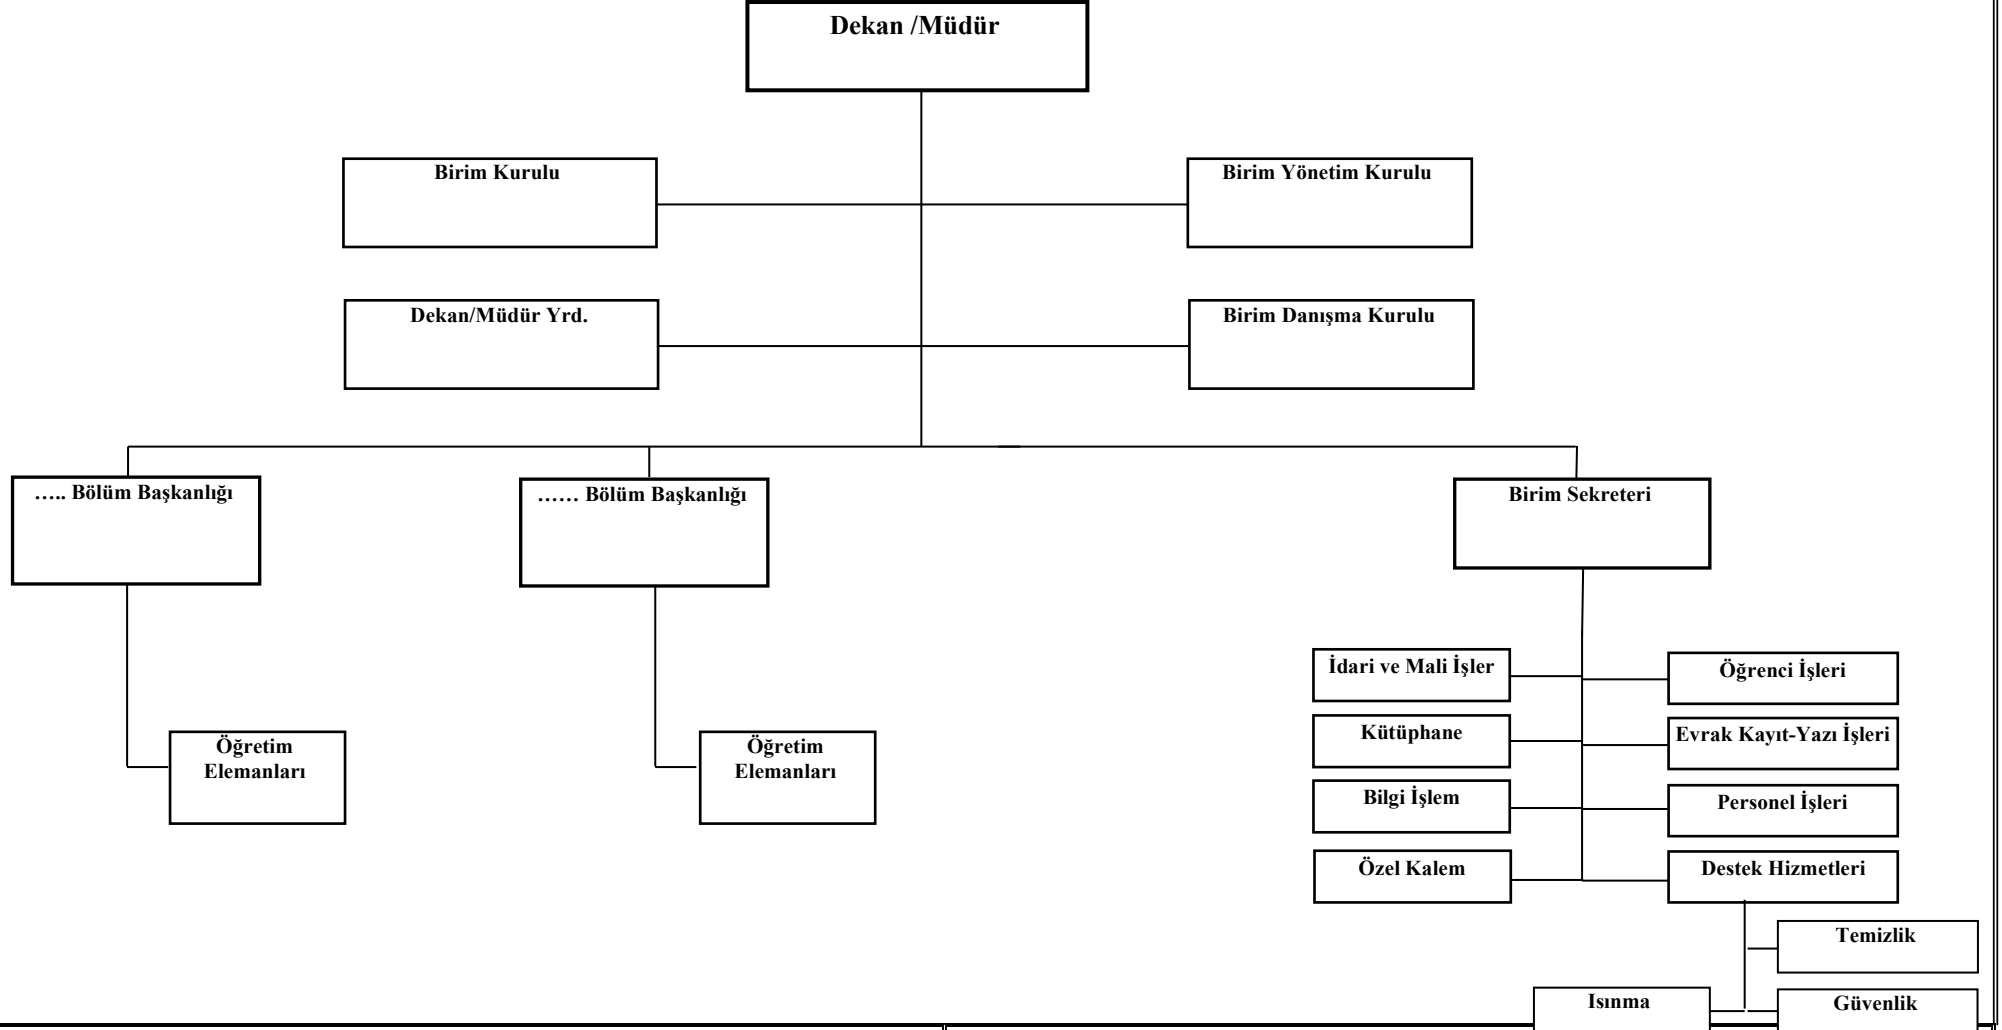 Dekan /Müdür
Birim Kurulu
Birim Yönetim Kurulu
Dekan/Müdür Yrd.
Birim Danışma Kurulu
….. Bölüm Başkanlığı
…… Bölüm Başkanlığı
Birim Sekreteri
İdari ve Mali İşler
Öğrenci İşleri
Kütüphane
Evrak Kayıt-Yazı İşleri
Öğretim
Elemanları
Öğretim
Elemanları
Bilgi İşlem
Personel İşleri
Özel Kalem
Destek Hizmetleri
Temizlik
Isınma
Güvenlik